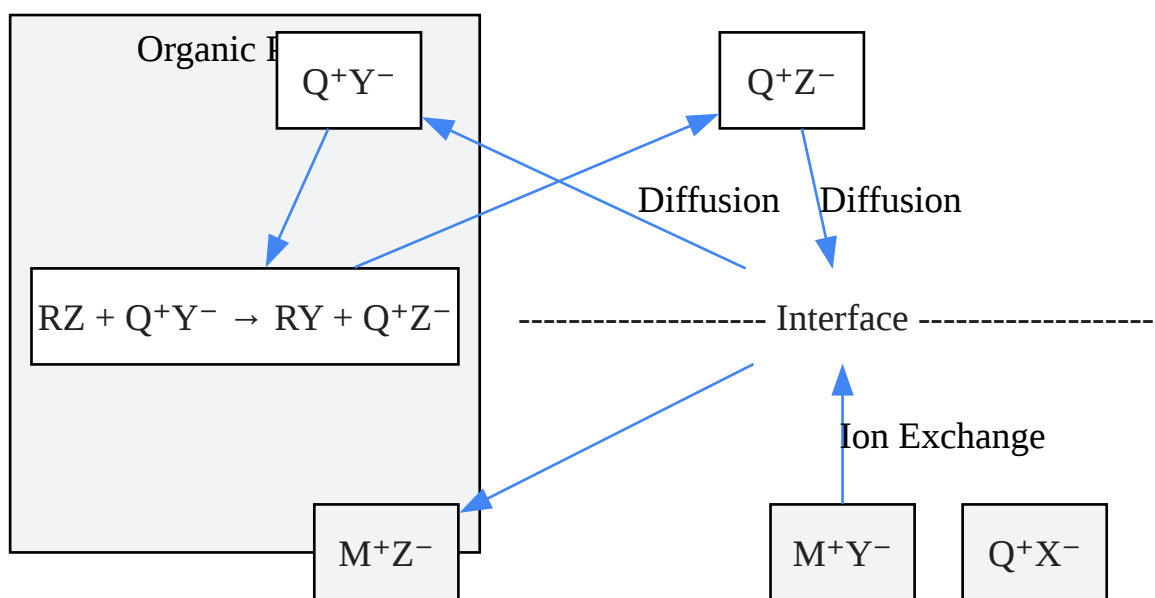 Organic
Q⁺Y⁻
Q⁺Z⁻
Diffusion
Diffusion
RZ + Q⁺Y⁻ → RY + Q⁺Z⁻
-------------------- Interface -------------------
Ion Exchange
M⁺Z⁻
M⁺Y⁻
Q⁺X⁻